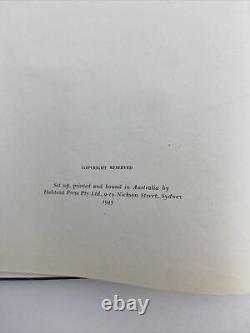 COPYRIGHT RESERVED
Set up, printed and bound in Australia by
Halstead Press Pty Ltd, 9-19 Nickson Street, Sydney
1945